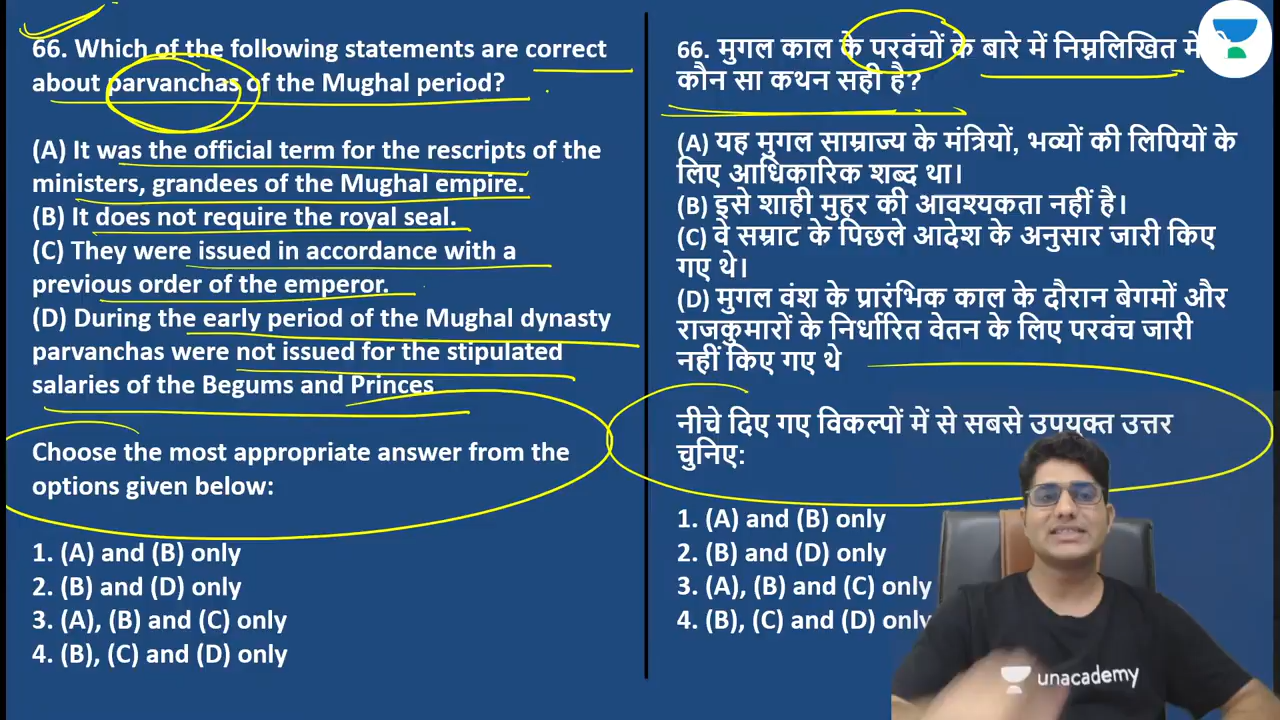 66. Which of the following statements are correct
about parvanchas of the Mughal period?
(A) It was the official term for the rescripts of the
ministers, grandees of the Mughal empire.
(B) It does not require the royal seal.
(C) They were issued in accordance with a
previous order of the emperor.
(D) During the early period of the Mughal dynasty
parvanchas were not issued for the stipulated
salaries of the Begums and Princes
Choose the most appropriate answer from the
options given below:
1. (A) and (B) only
2. (B) and (D) only
3. (A), (B) and (C) only
4. (B), (C) and (D) only
66. मुगल काल के परवंचों के बारे में निम्नलिखित में
कौन सा कथन सही है?
(A) यह मुगल साम्राज्य के मंत्रियों, भव्यों की लिपियों के
लिए आधिकारिक शब्द था।
(B) इसे शाही मुहर की आवश्यकता नहीं है।
(C) वे सम्राट के पिछले आदेश के अनुसार जारी किए
गए थे।
(D) मुगल वंश के प्रारंभिक काल के दौरान बेगमों और
राजकुमारों के निर्धारित वेतन के लिए परवंच जारी
नहीं किए गए थे
नीचे दिए गए विकल्पों में से सबसे उपयुक्त उत्तर
चुनिए:
1. (A) and (B) only
2. (B) and (D) only
3. (A), (B) and (C) only
4. (B), (C) and (D) only
unacademy